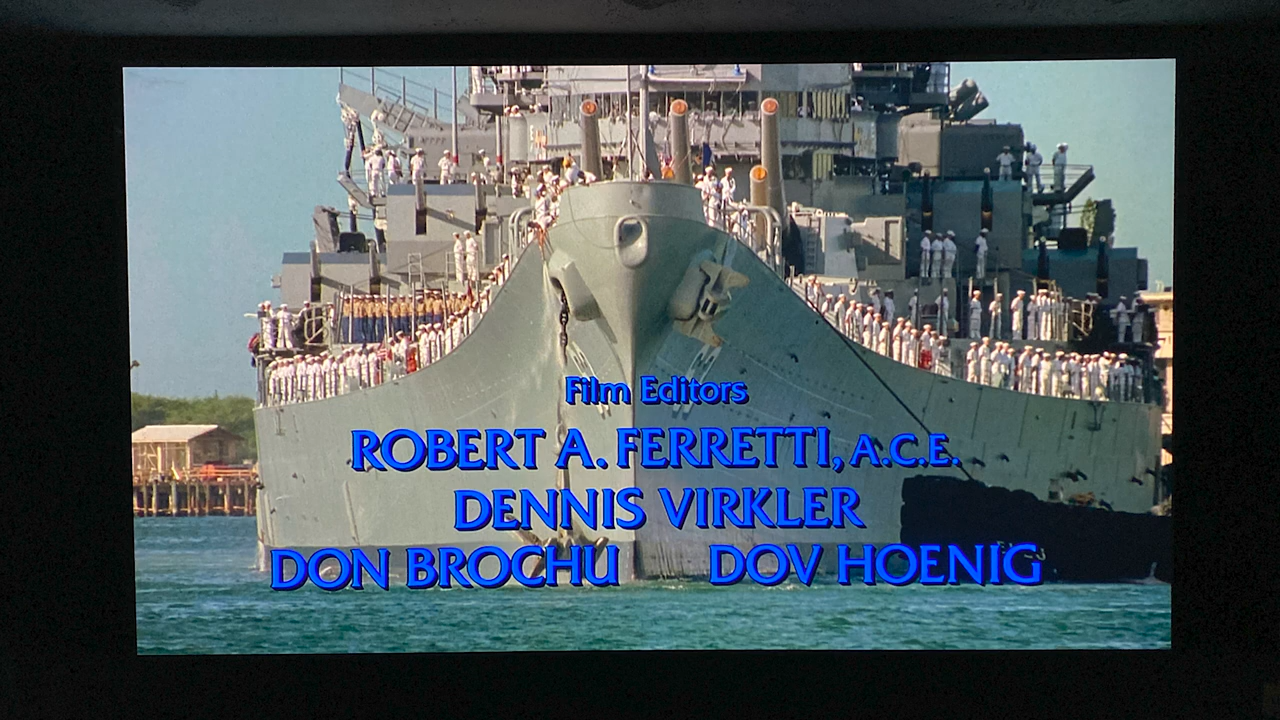 Film Editors
ROBERT A. FERRETTI, A.C.E.
DENNIS VIRKLER
DON BROCHU DOV HOENIG